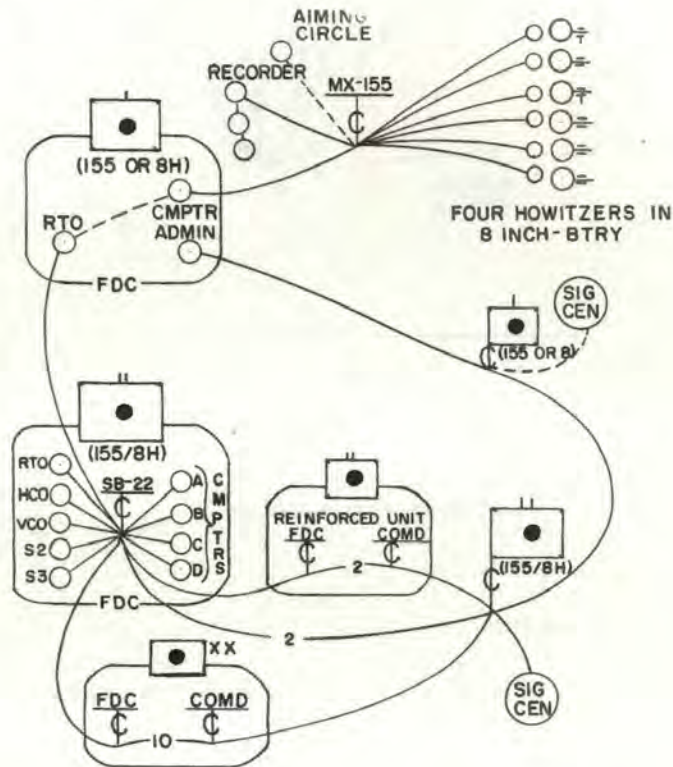 AIMING
CIRCLE
RECORDER
MX-155
(155 OR 8H)
RTO
CMPTR
ADMIN
FDC
FOUR HOWITZERS IN
8 INCH-BTRY
SIG
CEN
(155 OR 8)
(155/8H)
RTO
HCO
VCO
S2
S3
SB-22
A
B
C
D
CMPTRS
FDC
REINFORCED UNIT
FDC
COMD
2
(155/8H)
2
XX
FDC
COMD
10
SIG
CEN